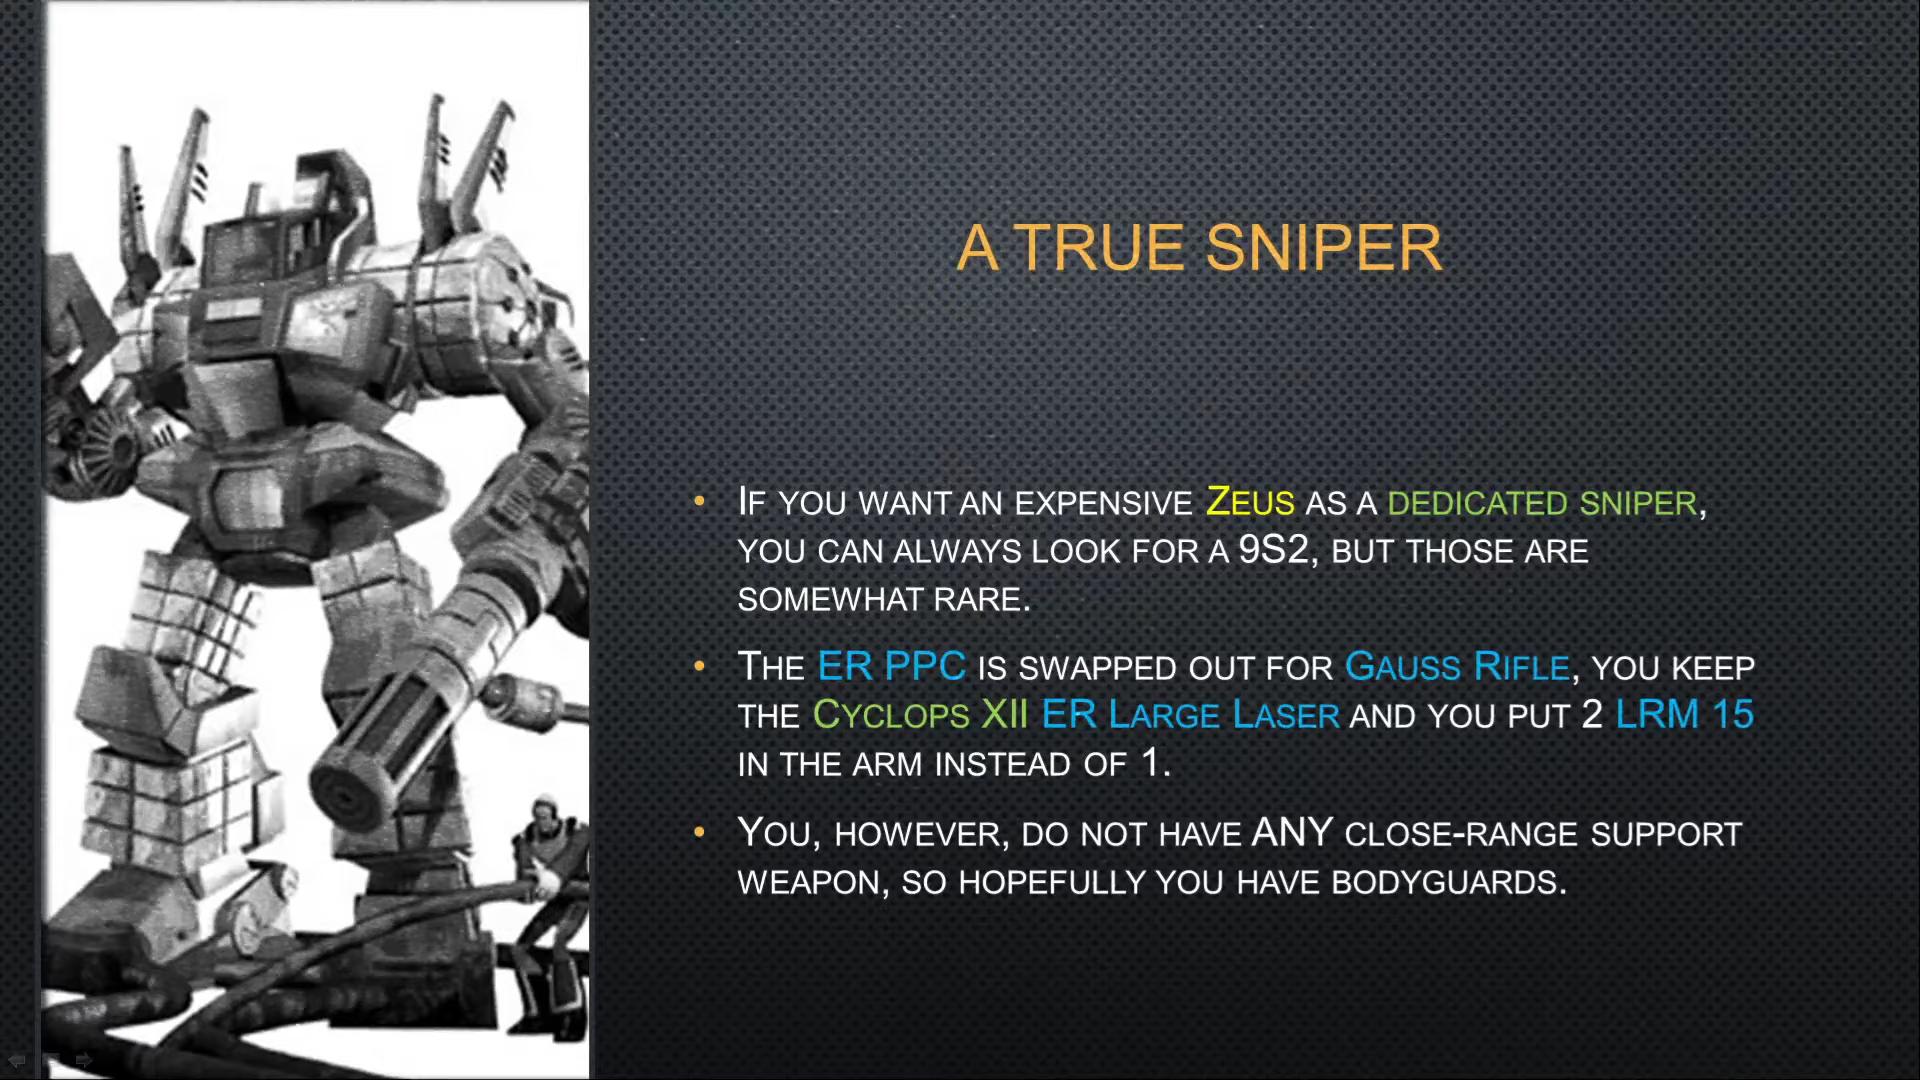 A TRUE SNIPER
• IF YOU WANT AN EXPENSIVE ZEUS AS A DEDICATED SNIPER,
YOU CAN ALWAYS LOOK FOR A 9S2, BUT THOSE ARE
SOMEWHAT RARE.
• THE ER PPC IS SWAPPED OUT FOR GAUSS RIFLE, YOU KEEP
THE CYCLOPS XII ER LARGE LASER AND YOU PUT 2 LRM 15
IN THE ARM INSTEAD OF 1.
• YOU, HOWEVER, DO NOT HAVE ANY CLOSE-RANGE SUPPORT
WEAPON, SO HOPEFULLY YOU HAVE BODYGUARDS.